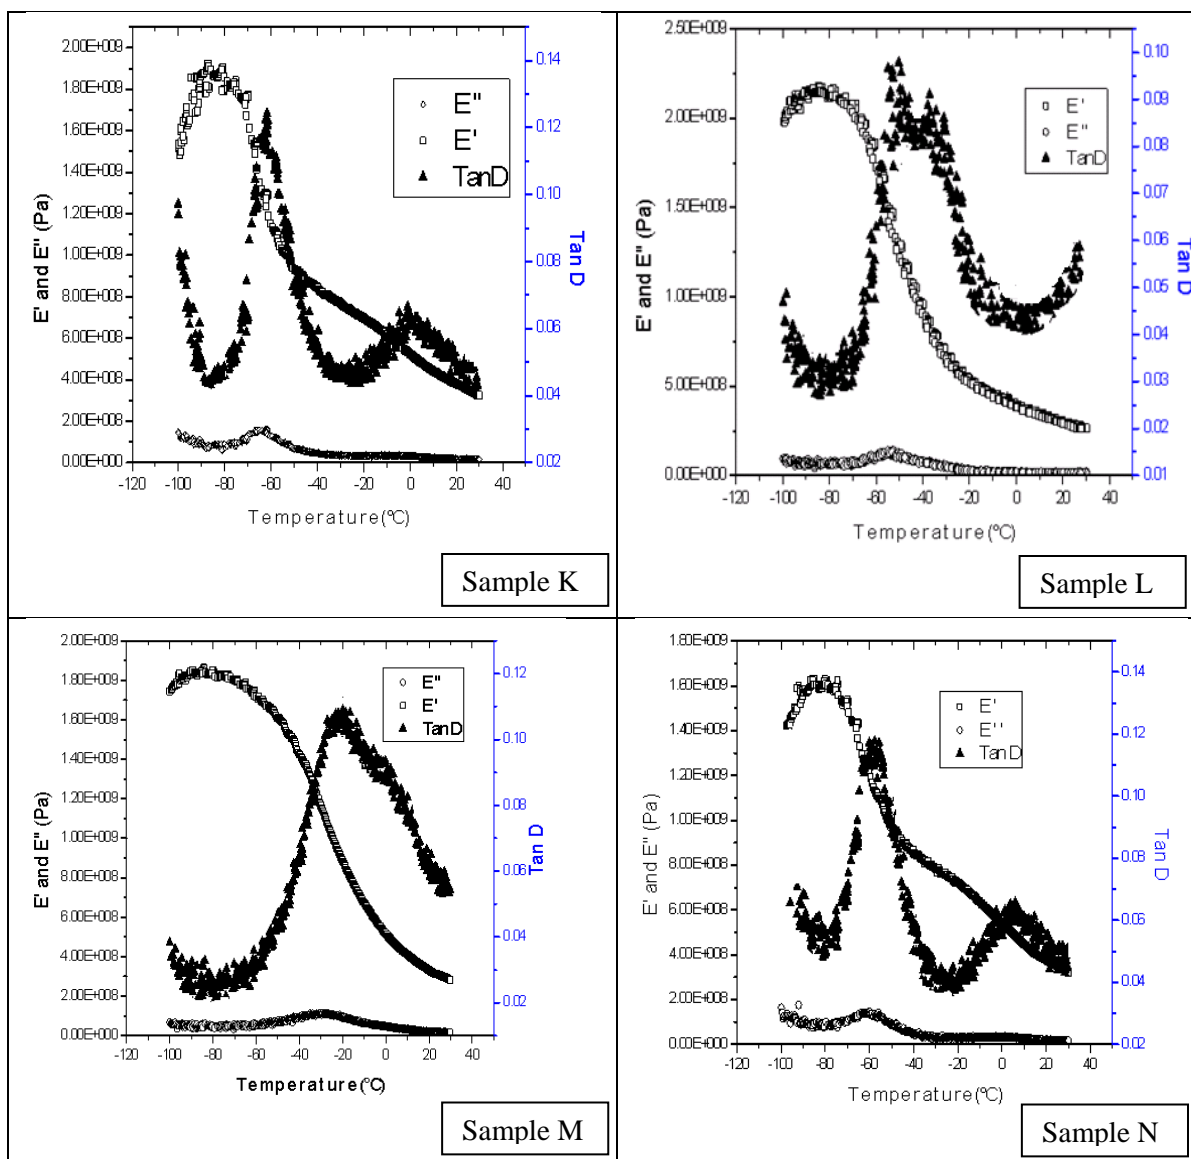 2.00E+009
1.80E+009
1.60E+009
1.40E+009
1.20E+009
1.00E+009
8.00E+008
6.00E+008
4.00E+008
2.00E+008
0.00E+000
E' and E" (Pa)
0.14
0.12
0.10
0.08
0.06
0.04
0.02
Tan D
E"
E'
TanD
-120 -100 -80 -60 -40 -20 0 20 40
Temperature(ºC)
Sample K
2.50E+009
2.00E+009
1.50E+009
1.00E+009
5.00E+008
0.00E+000
E' and E" (Pa)
0.10
0.09
0.08
0.07
0.06
0.05
0.04
0.03
0.02
0.01
Tan D
E'
E"
TanD
-120 -100 -80 -60 -40 -20 0 20 40
Temperature(ºC)
Sample L
2.00E+009
1.80E+009
1.60E+009
1.40E+009
1.20E+009
1.00E+009
8.00E+008
6.00E+008
4.00E+008
2.00E+008
0.00E+000
E' and E" (Pa)
0.12
0.10
0.08
0.06
0.04
0.02
Tan D
E"
E'
TanD
-120 -100 -80 -60 -40 -20 0 20 40
Temperature(ºC)
Sample M
1.80E+009
1.60E+009
1.40E+009
1.20E+009
1.00E+009
8.00E+008
6.00E+008
4.00E+008
2.00E+008
0.00E+000
E' and E" (Pa)
0.14
0.12
0.10
0.08
0.06
0.04
0.02
Tan D
E'
E''
TanD
-120 -100 -80 -60 -40 -20 0 20 40
Temperature(ºC)
Sample N